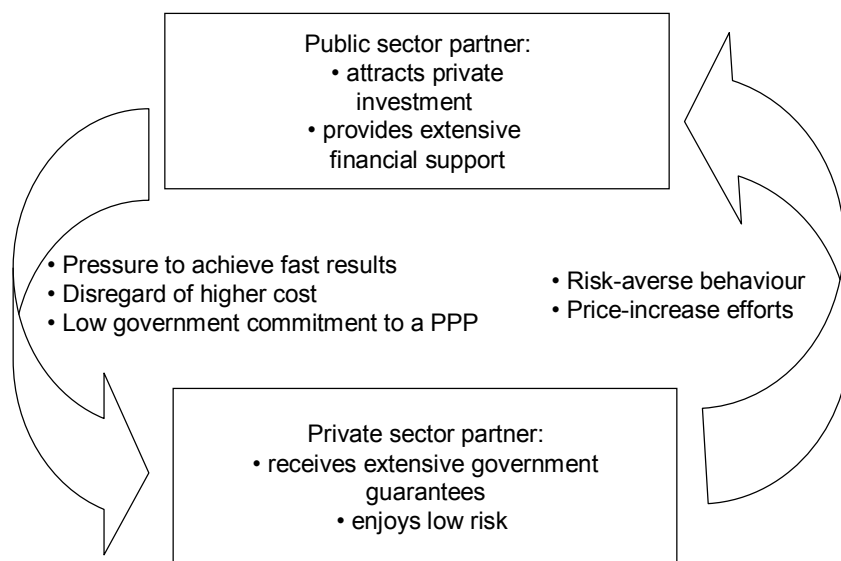 Public sector partner:
• attracts private
investment
• provides extensive
financial support
• Pressure to achieve fast results
• Disregard of higher cost
• Low government commitment to a PPP
• Risk-averse behaviour
• Price-increase efforts
Private sector partner:
• receives extensive government
guarantees
• enjoys low risk